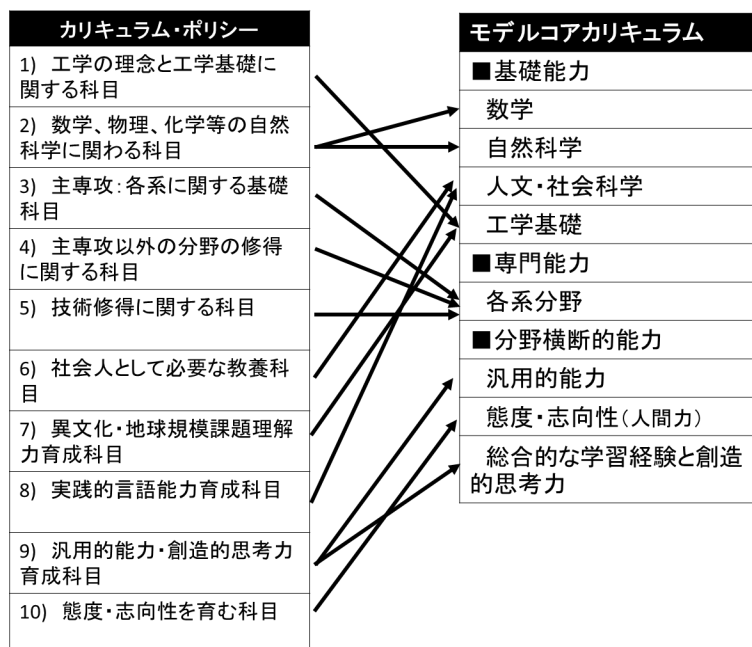 カリキュラム・ポリシー
1) 工学の理念と工学基礎に
関する科目
2) 数学、物理、化学等の自然
科学に関わる科目
3) 主専攻：各系に関する基礎
科目
4) 主専攻以外の分野の修得
に関する科目
5) 技術修得に関する科目
6) 社会人として必要な教養科
目
7) 異文化・地球規模課題理解
力育成科目
8) 実践的言語能力育成科目
9) 汎用的能力・創造的思考力
育成科目
10) 態度・志向性を育む科目
モデルコアカリキュラム
■基礎能力
数学
自然科学
人文・社会科学
工学基礎
■専門能力
各系分野
■分野横断的能力
汎用的能力
態度・志向性（人間力）
総合的な学習経験と創造
的思考力